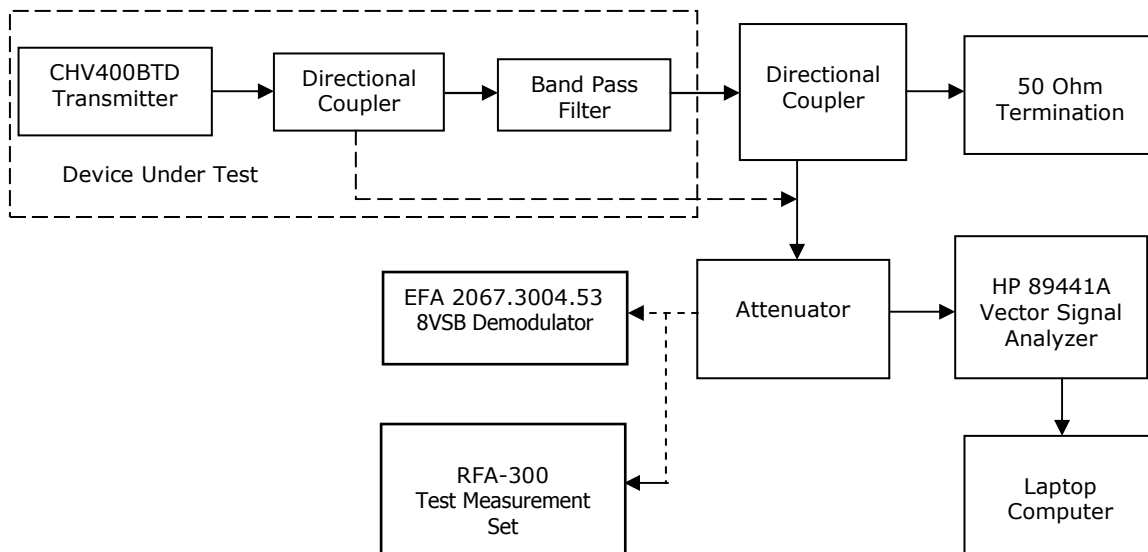 CHV400BTD
Transmitter
Directional
Coupler
Band Pass
Filter
Directional
Coupler
50 Ohm
Termination
Device Under Test
EFA 2067.3004.53
8VSB Demodulator
Attenuator
HP 89441A
Vector Signal
Analyzer
RFA-300
Test Measurement
Set
Laptop
Computer